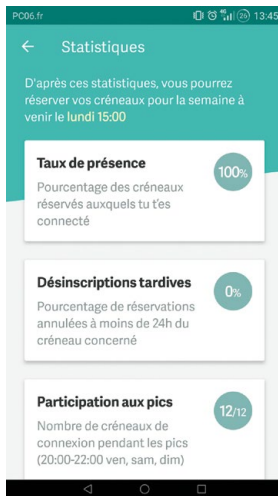 PC06.fr 4G 26 13:45
Statistiques
D'après ces statistiques, vous pourrez
réserver vos créneaux pour la semaine à
venir le lundi 15:00
Taux de présence
100%
Pourcentage des créneaux
réservés auxquels tu t'es
connecté
Désinscriptions tardives
0%
Pourcentage de réservations
annulées à moins de 24h du
créneau concerné
Participation aux pics
12/12
Nombre de créneaux de
connexion pendant les pics
(20:00-22:00 ven, sam, dim)